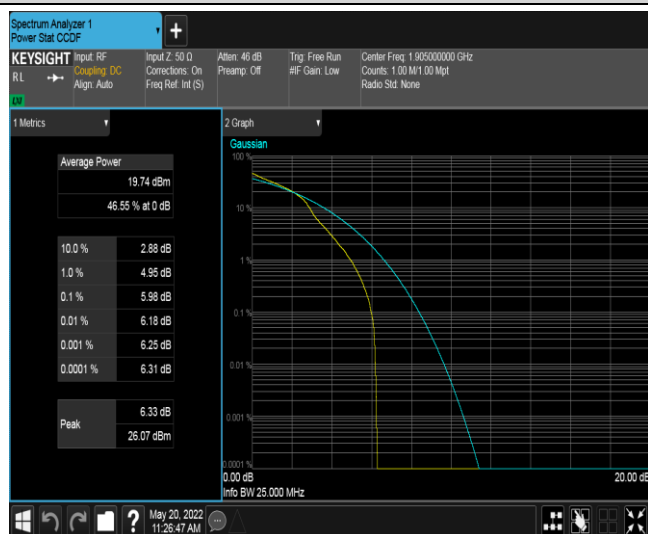 Spectrum Analyzer 1
Power Stat CCDF
KEYSIGHT
RL
LXI
Input: RF
Coupling: DC
Align: Auto
Input Z: 50 Ω
Corrections: On
Freq Ref: Int (S)
Atten: 46 dB
Preamp: Off
Trig: Free Run
#IF Gain: Low
Center Freq: 1.905000000 GHz
Counts: 1.00 M/1.00 Mpt
Radio Std: None
1 Metrics
Average Power
19.74 dBm
46.55 % at 0 dB
10.0 % 2.88 dB
1.0 % 4.95 dB
0.1 % 5.98 dB
0.01 % 6.18 dB
0.001 % 6.25 dB
0.0001 % 6.31 dB
Peak
6.33 dB
26.07 dBm
2 Graph
Gaussian
100 %
10 %
1 %
0.1 %
0.01 %
0.001 %
0.0001 %
0.00 dB
20.00 dB
Info BW 25.000 MHz
?
May 20, 2022
11:26:47 AM